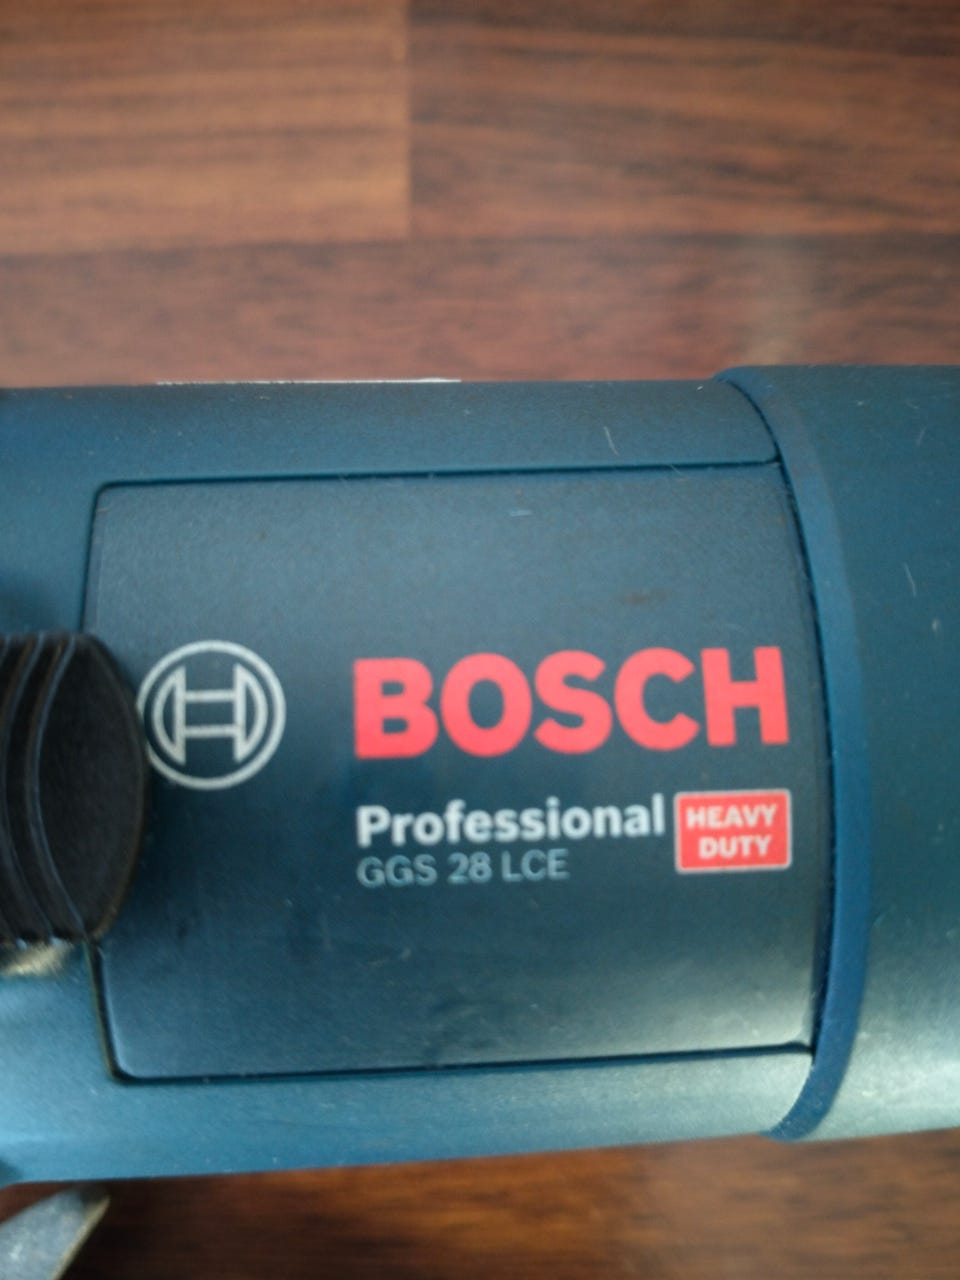 BOSCH
Professional
GGS 28 LCE
HEAVY
DUTY